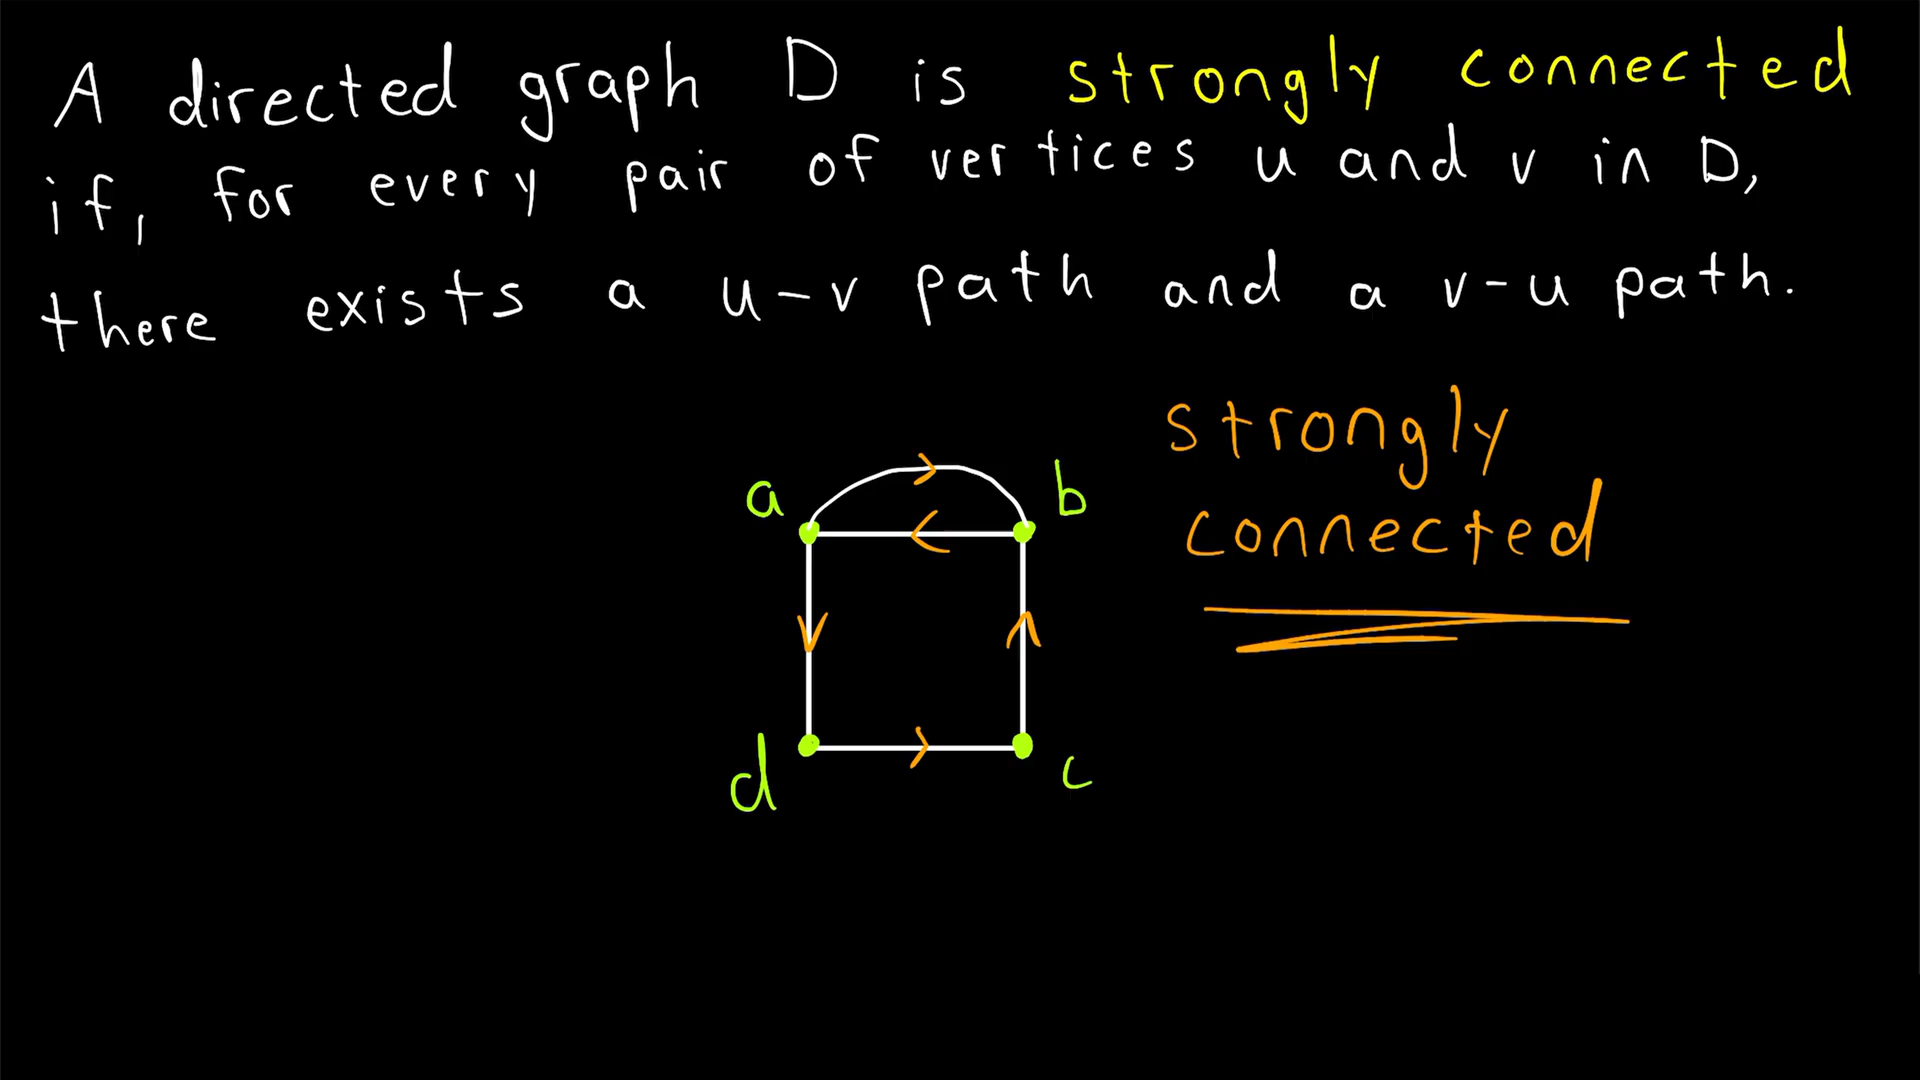 A directed graph D is strongly connected
if, for every pair of vertices u and v in D,
there exists a u-v path and a v-u path.
strongly
connected
a
b
d
c